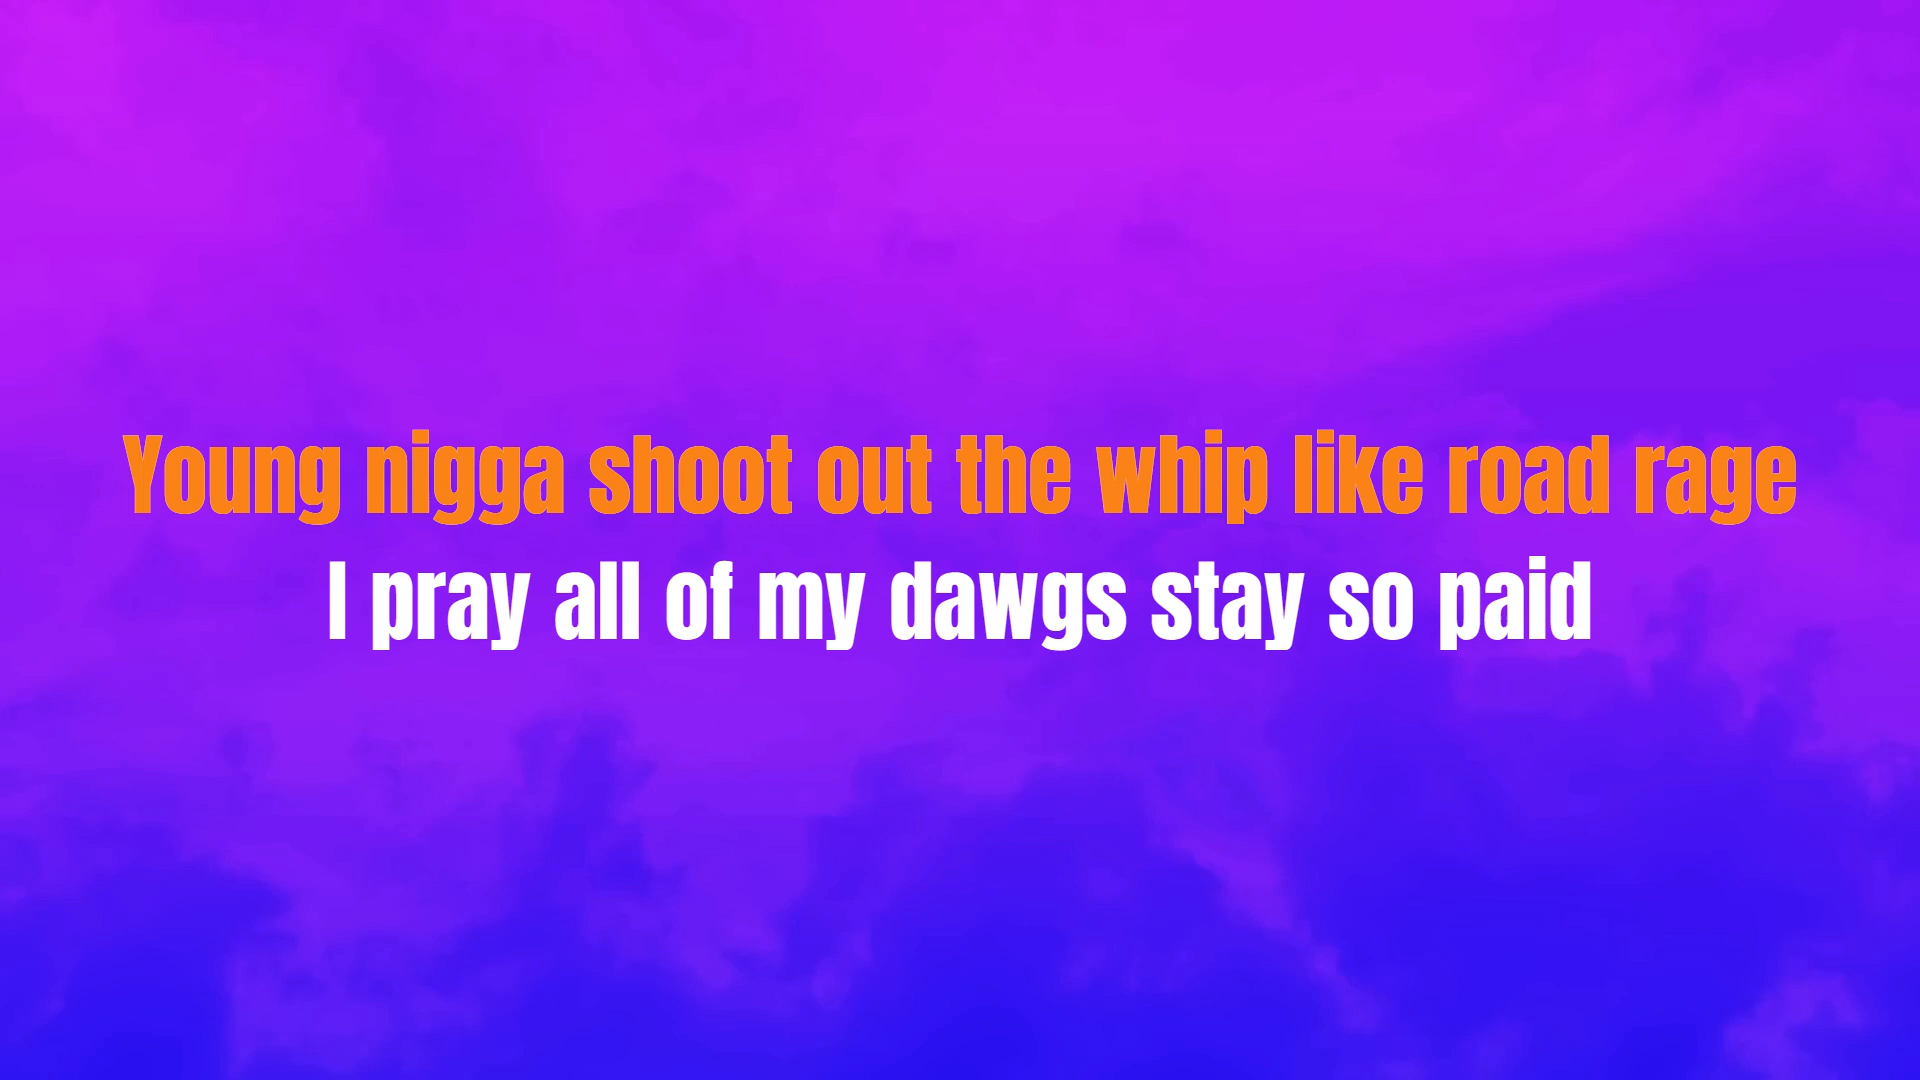 Young nigga shoot out the whip like road rage
I pray all of my dawgs stay so paid